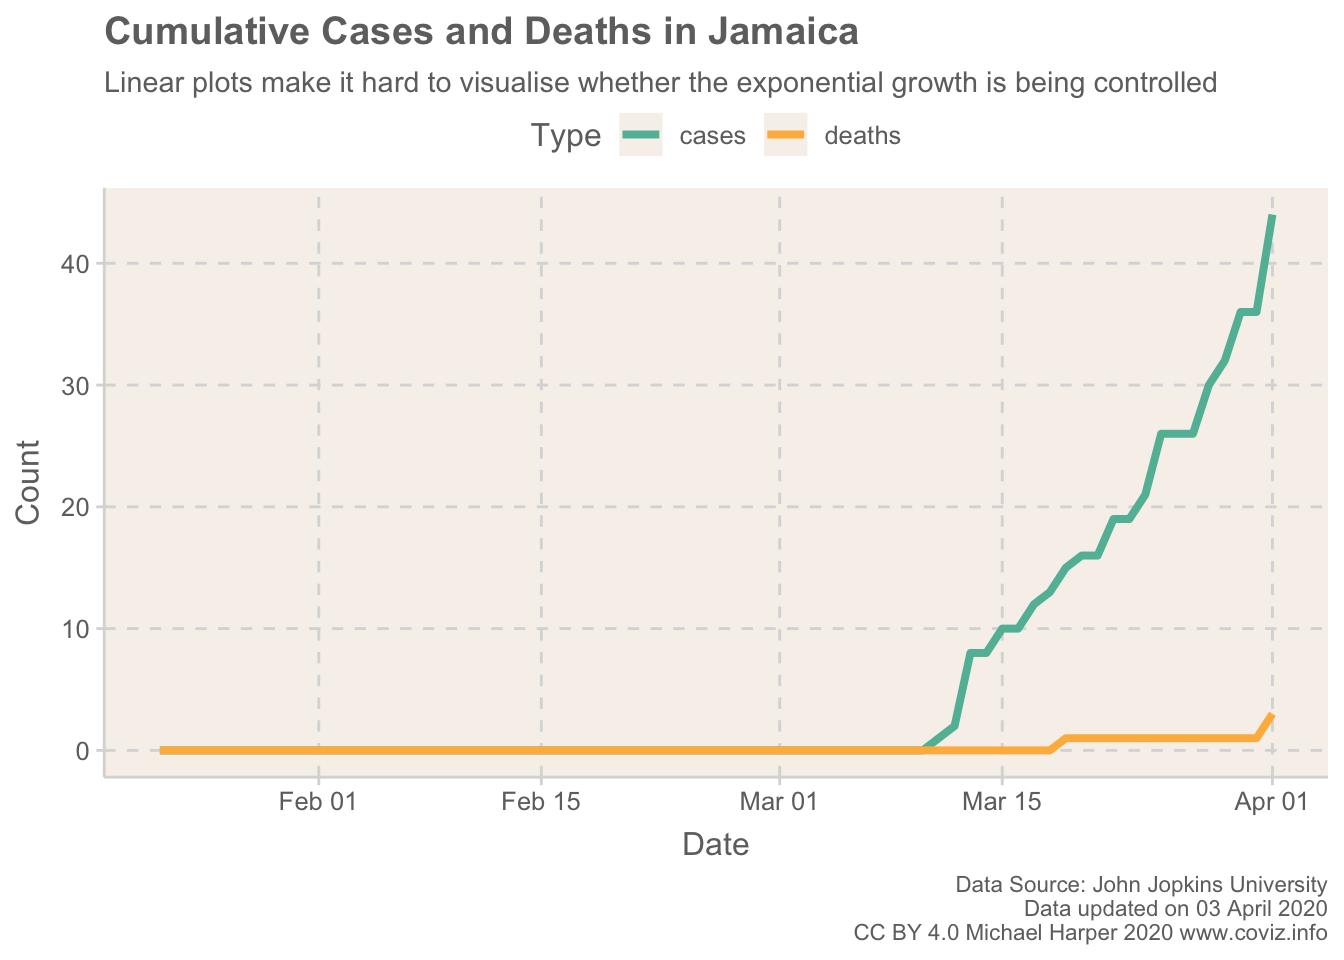 Cumulative Cases and Deaths in Jamaica
Linear plots make it hard to visualise whether the exponential growth is being controlled
Type cases deaths
Count
40
30
20
10
0
Feb 01 Feb 15 Mar 01 Mar 15 Apr 01
Date
Data Source: John Jopkins University
Data updated on 03 April 2020
CC BY 4.0 Michael Harper 2020 www.coviz.info